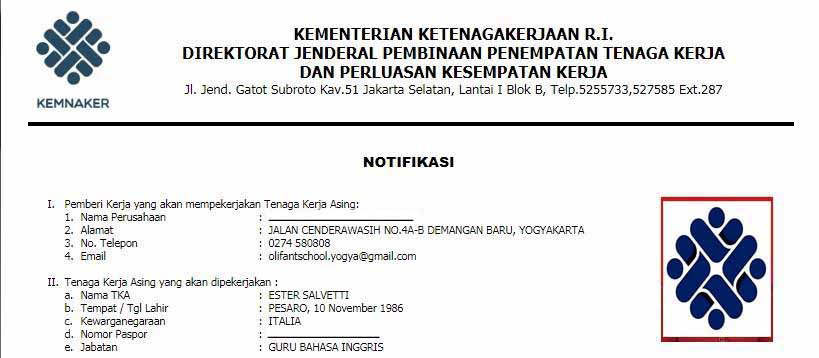 KEMENTERIAN KETENAGAKERJAAN R.I.
DIREKTORAT JENDERAL PEMBINAAN PENEMPATAN TENAGA KERJA
DAN PERLUASAN KESEMPATAN KERJA
Jl. Jend. Gatot Subroto Kav.51 Jakarta Selatan, Lantai I Blok B, Telp.5255733,527585 Ext.287
KEMNAKER
NOTIFIKASI
I. Pemberi Kerja yang akan mempekerjakan Tenaga Kerja Asing:
1. Nama Perusahaan :
2. Alamat : JALAN CENDERAWASIH NO.4A-B DEMANGAN BARU, YOGYAKARTA
3. No. Telepon : 0274 580808
4. Email : olifantschool.yogya@gmail.com
II. Tenaga Kerja Asing yang akan dipekerjakan :
a. Nama TKA : ESTER SALVETTI
b. Tempat / Tgl Lahir : PESARO, 10 November 1986
c. Kewarganegaraan : ITALIA
d. Nomor Paspor :
e. Jabatan : GURU BAHASA INGGRIS